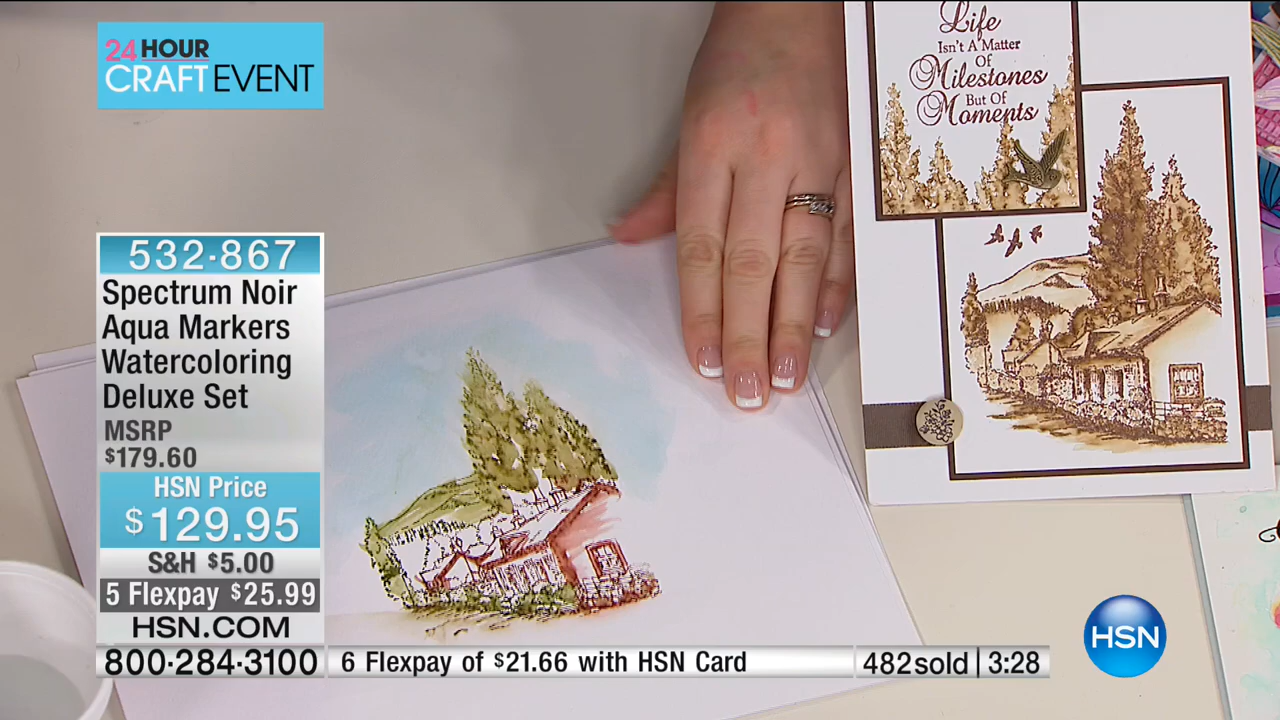 24 HOUR
CRAFT EVENT
532-867
Spectrum Noir
Aqua Markers
Watercoloring
Deluxe Set
MSRP
$179.60
HSN Price
$129.95
S&H $5.00
5 Flexpay $25.99
HSN.COM
800·284·3100
6 Flexpay of $21.66 with HSN Card
482 sold | 3:28
HSN
Life
Isn't A Matter
Of
Milestones
But Of
Moments